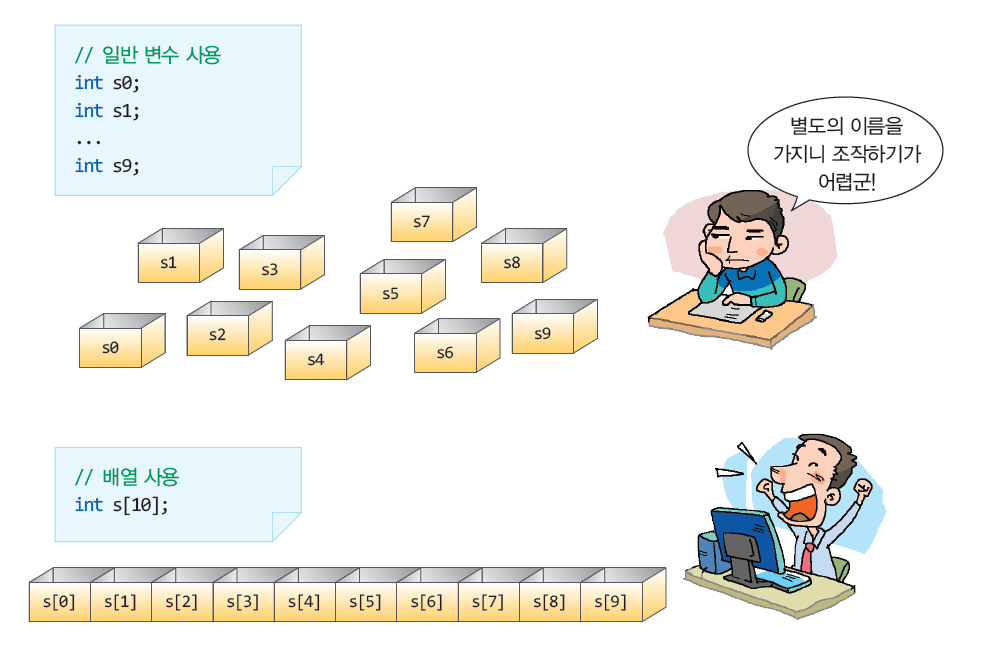 // 일반 변수 사용
int s0;
int s1;
...
int s9;
별도의 이름을
가지니 조작하기가
어렵군!
s7
s1
s3
s8
s5
s0
s2
s4
s6
s9
// 배열 사용
int s[10];
s[0] s[1] s[2] s[3] s[4] s[5] s[6] s[7] s[8] s[9]